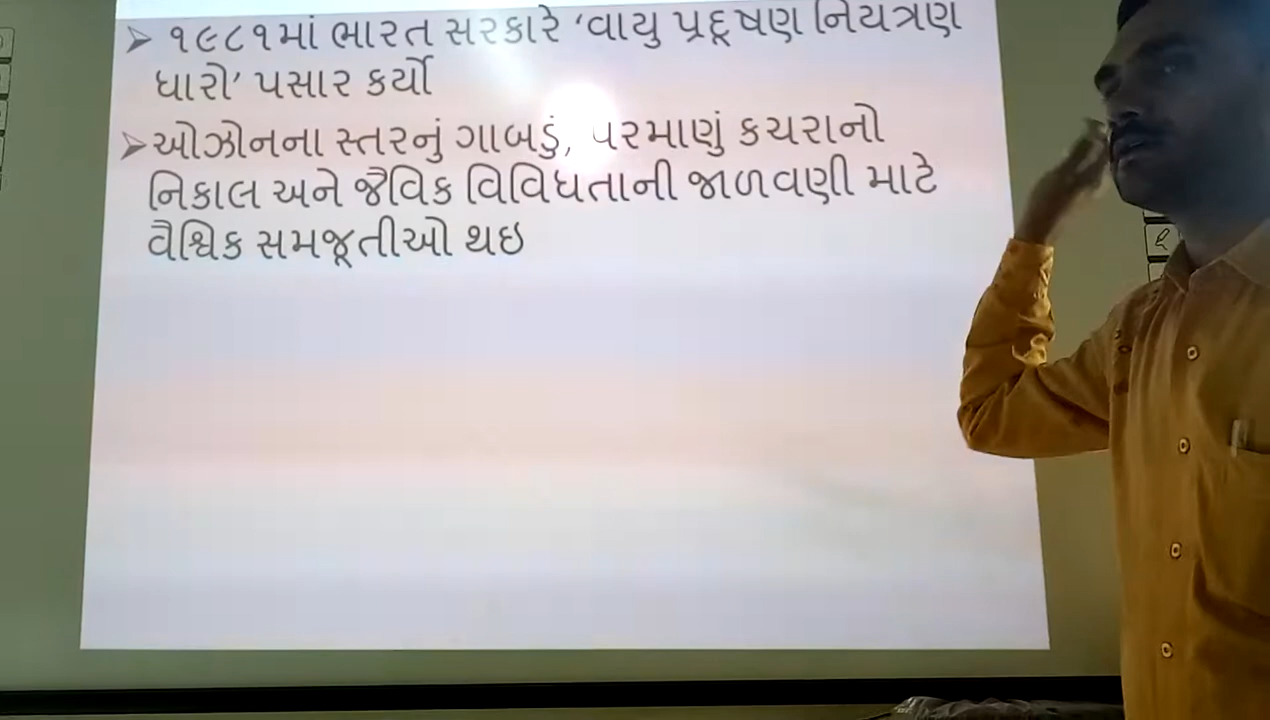 ➢ ૧૯૮૧માં ભારત સરકારે ‘વાયુ પ્રદૂષણ નિયત્રણ
ધારો’ પસાર કર્યો
➢ ઓઝોનના સ્તરનું ગાબડું, પરમાણું કચરાનો
નિકાલ અને જૈવિક વિવિધતાની જાળવણી માટે
વૈશ્વિક સમજૂતીઓ થઇ